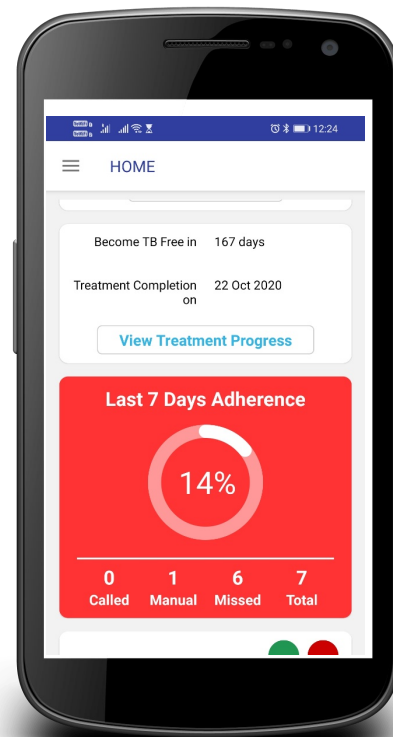 12:24
HOME
Become TB Free in 167 days
Treatment Completion on 22 Oct 2020
View Treatment Progress
Last 7 Days Adherence
14%
0 1 6 7
Called Manual Missed Total